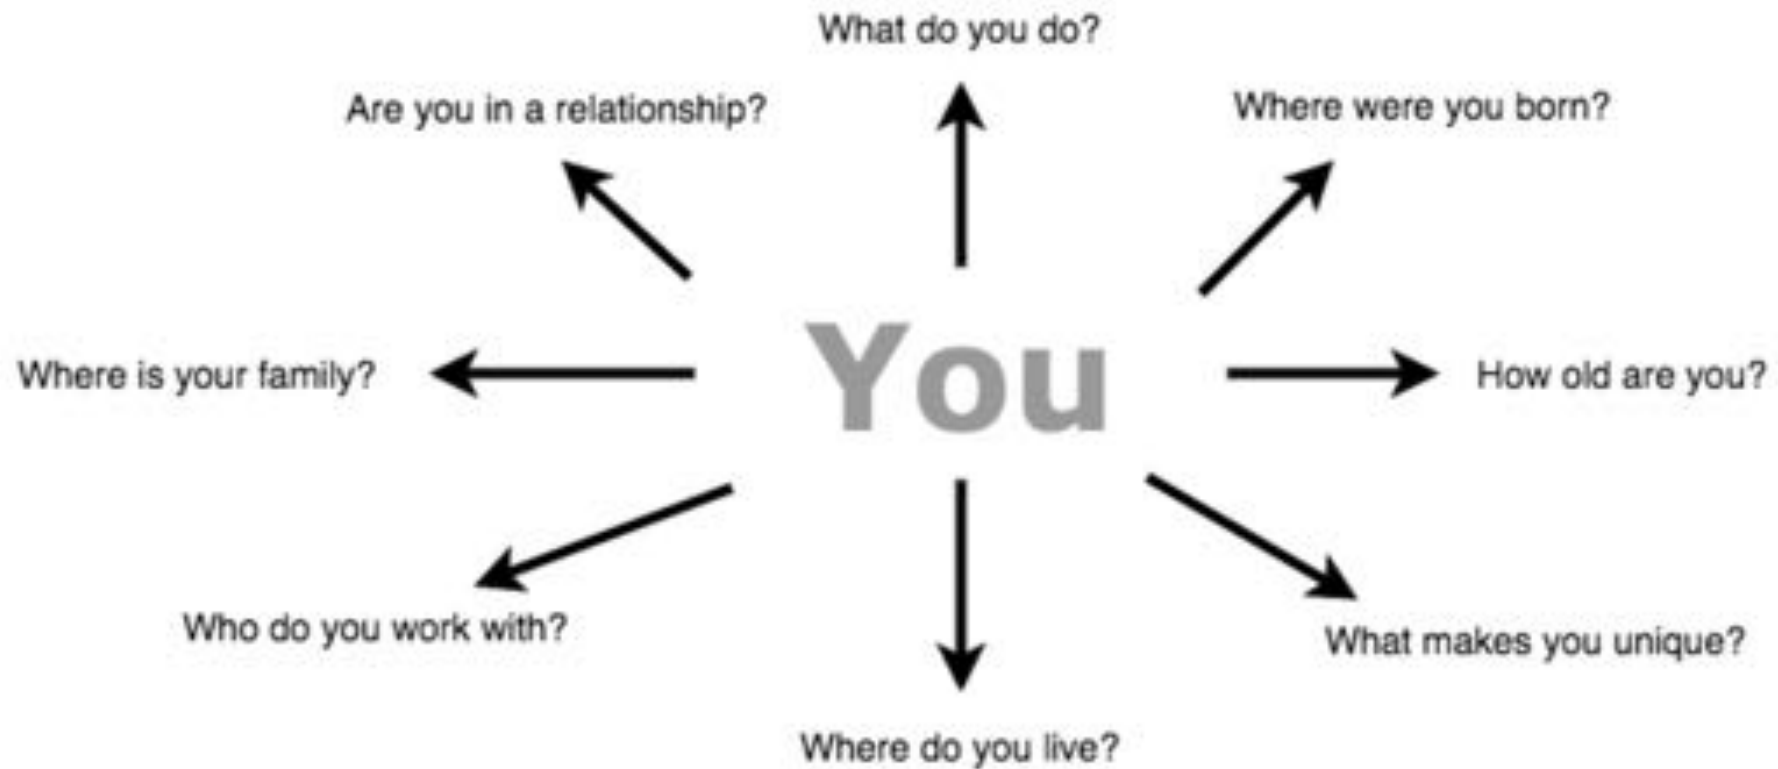 What do you do?
Are you in a relationship?
Where were you born?
Where is your family?
You
How old are you?
Who do you work with?
What makes you unique?
Where do you live?